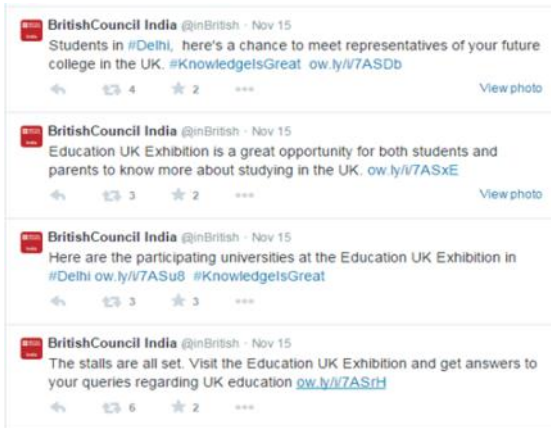 BritishCouncil India @inBritish · Nov 15
Students in #Delhi, here's a chance to meet representatives of your future
college in the UK. #KnowledgeIsGreat ow.ly/i/7ASDb
4 2 View photo
BritishCouncil India @inBritish · Nov 15
Education UK Exhibition is a great opportunity for both students and
parents to know more about studying in the UK. ow.ly/i/7ASxE
3 2 View photo
BritishCouncil India @inBritish · Nov 15
Here are the participating universities at the Education UK Exhibition in
#Delhi ow.ly/i/7ASu8 #KnowledgeIsGreat
3 3
BritishCouncil India @inBritish · Nov 15
The stalls are all set. Visit the Education UK Exhibition and get answers to
your queries regarding UK education ow.ly/i/7ASrH
6 2